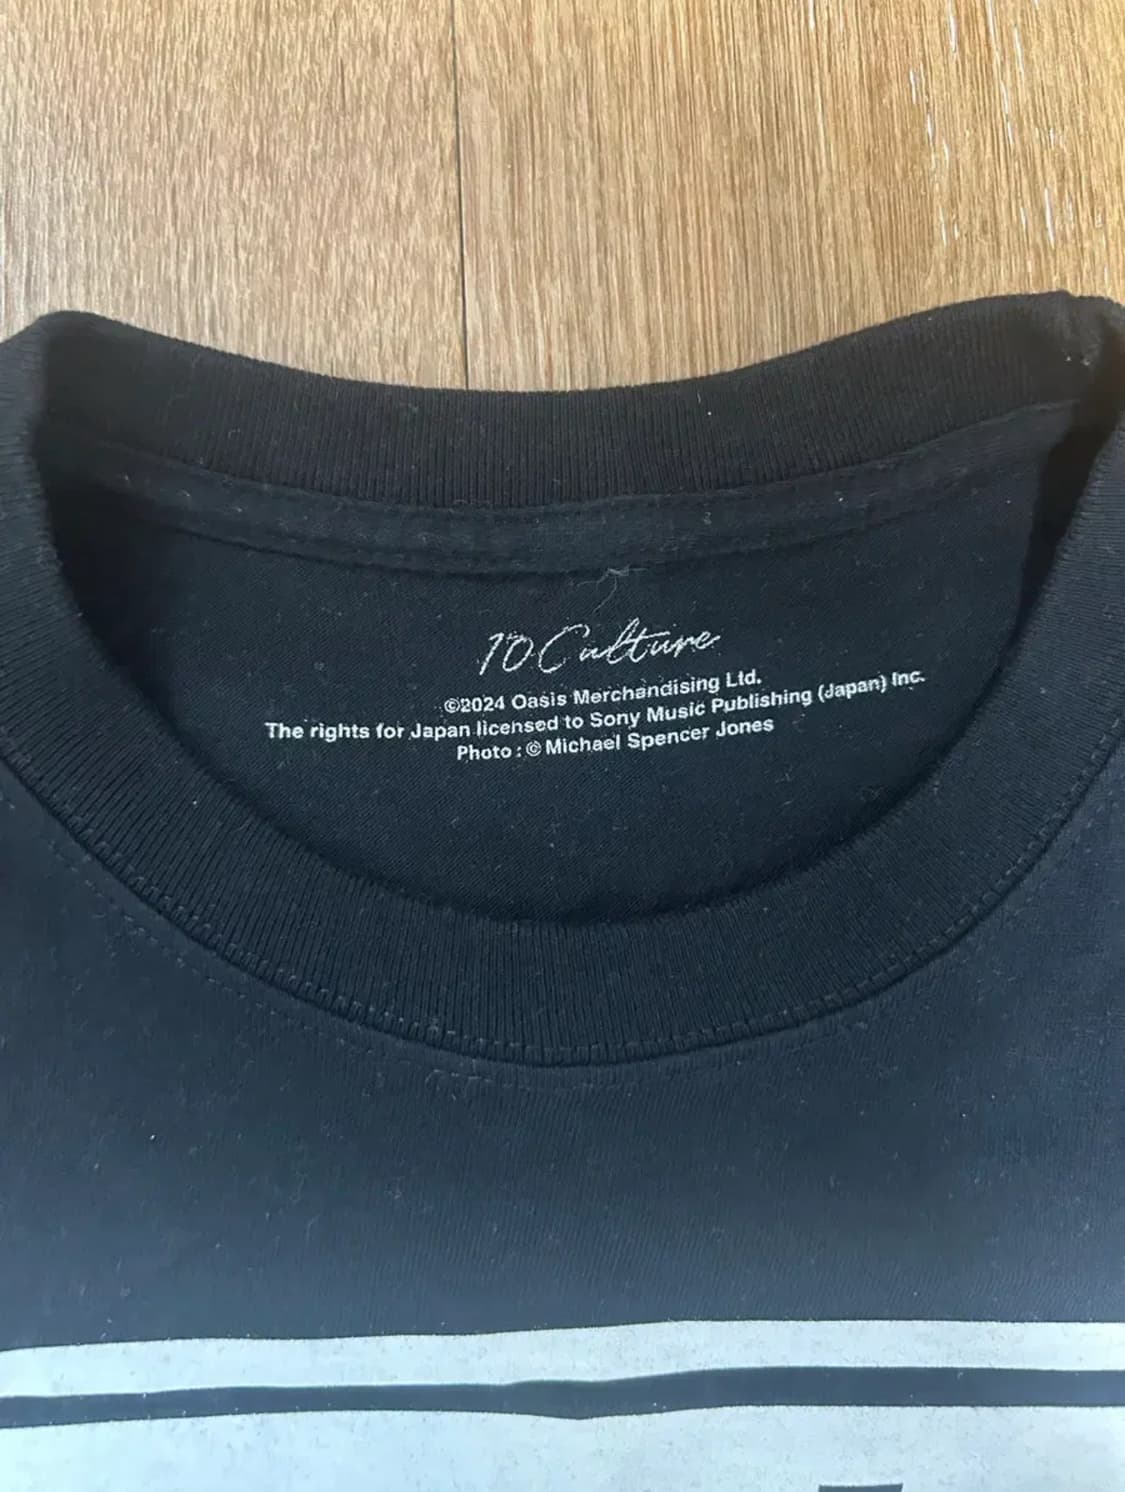 10Culture
©2024 Oasis Merchandising Ltd.
The rights for Japan licensed to Sony Music Publishing (Japan) Inc.
Photo : © Michael Spencer Jones